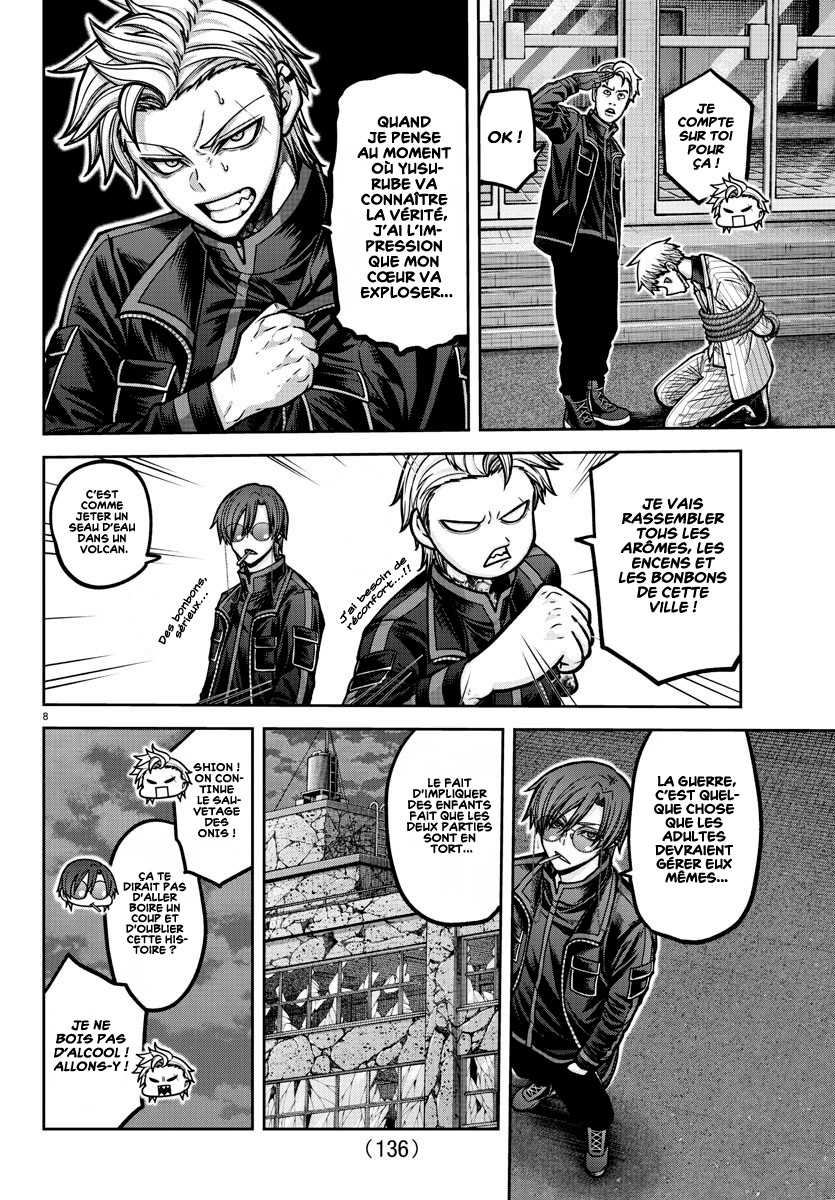 JE
COMPTE
SUR TOI
POUR
ÇA !
OK !
QUAND
JE PENSE
AU MOMENT
OÙ YUSU-
RUBE VA
CONNAÎTRE
LA VÉRITÉ,
J'AI L'IM-
PRESSION
QUE MON
CŒUR VA
EXPLOSER...
JE VAIS
RASSEMBLER
TOUS LES
ARÔMES, LES
ENCENS ET
LES BONBONS
DE CETTE
VILLE !
J'ai besoin de
réconfort...!!
C'EST
COMME
JETER UN
SEAU D'EAU
DANS UN
VOLCAN.
Des bonbons,
sérieux...
8
LA GUERRE,
C'EST QUEL-
QUE CHOSE
QUE LES
ADULTES
DEVRAIENT
GÉRER EUX
MÊMES...
LE FAIT
D'IMPLIQUER
DES ENFANTS
FAIT QUE LES
DEUX PARTIES
SONT EN
TORT...
SHION !
ON CON-
TINUE
LE SAU-
VETAGE
DES
ONIS !
ÇA TE
DIRAIT PAS
D'ALLER
BOIRE UN
COUP ET
D'OUBLIER
CETTE HIS-
TOIRE ?
JE NE
BOIS PAS
D'ALCOOL !
ALLONS-Y !
(136)